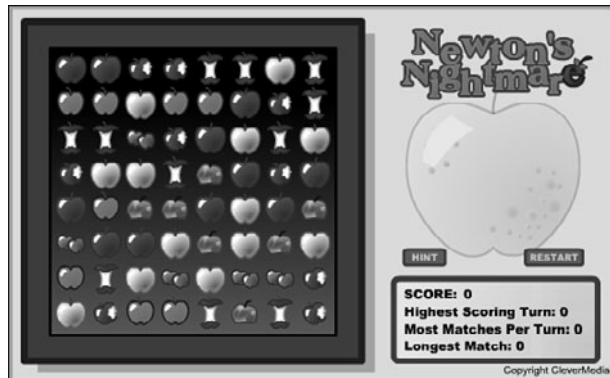 Newton's
Nightmare
HINT
RESTART
SCORE: 0
Highest Scoring Turn: 0
Most Matches Per Turn: 0
Longest Match: 0
Copyright CleverMedia